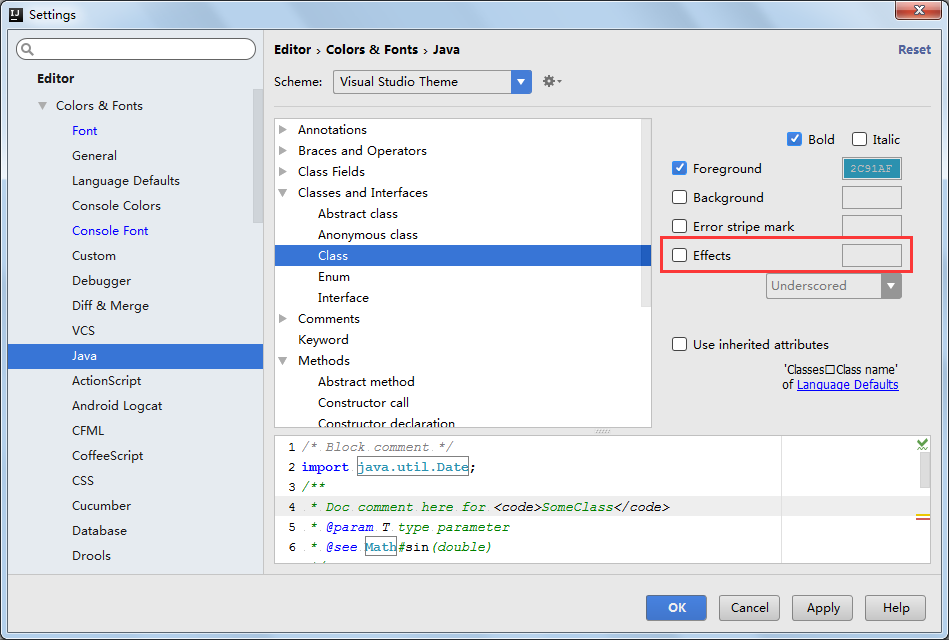 Settings
Editor
Colors & Fonts
Font
General
Language Defaults
Console Colors
Console Font
Custom
Debugger
Diff & Merge
VCS
Java
ActionScript
Android Logcat
CFML
CoffeeScript
CSS
Cucumber
Database
Drools
Editor › Colors & Fonts › Java
Reset
Scheme: Visual Studio Theme
Annotations
Braces and Operators
Class Fields
Classes and Interfaces
Abstract class
Anonymous class
Class
Enum
Interface
Comments
Keyword
Methods
Abstract method
Constructor call
Constructor declaration
Bold Italic
Foreground 2C91AF
Background
Error stripe mark
Effects
Underscored
Use inherited attributes
'Classes□Class name'
of Language Defaults
1 /* Block comment */
2 import java.util.Date;
3 /**
4 * Doc comment here for <code>SomeClass</code>
5 * @param T type parameter
6 * @see Math#sin(double)
OK Cancel Apply Help